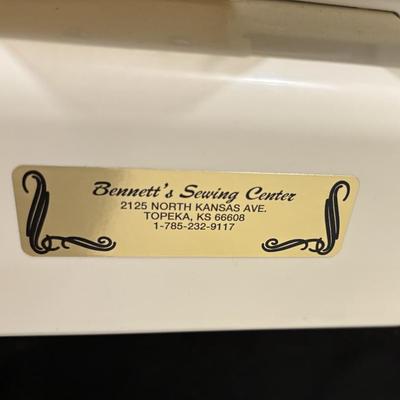 Bennett's Sewing Center
2125 NORTH KANSAS AVE.
TOPEKA, KS 66608
1-785-232-9117